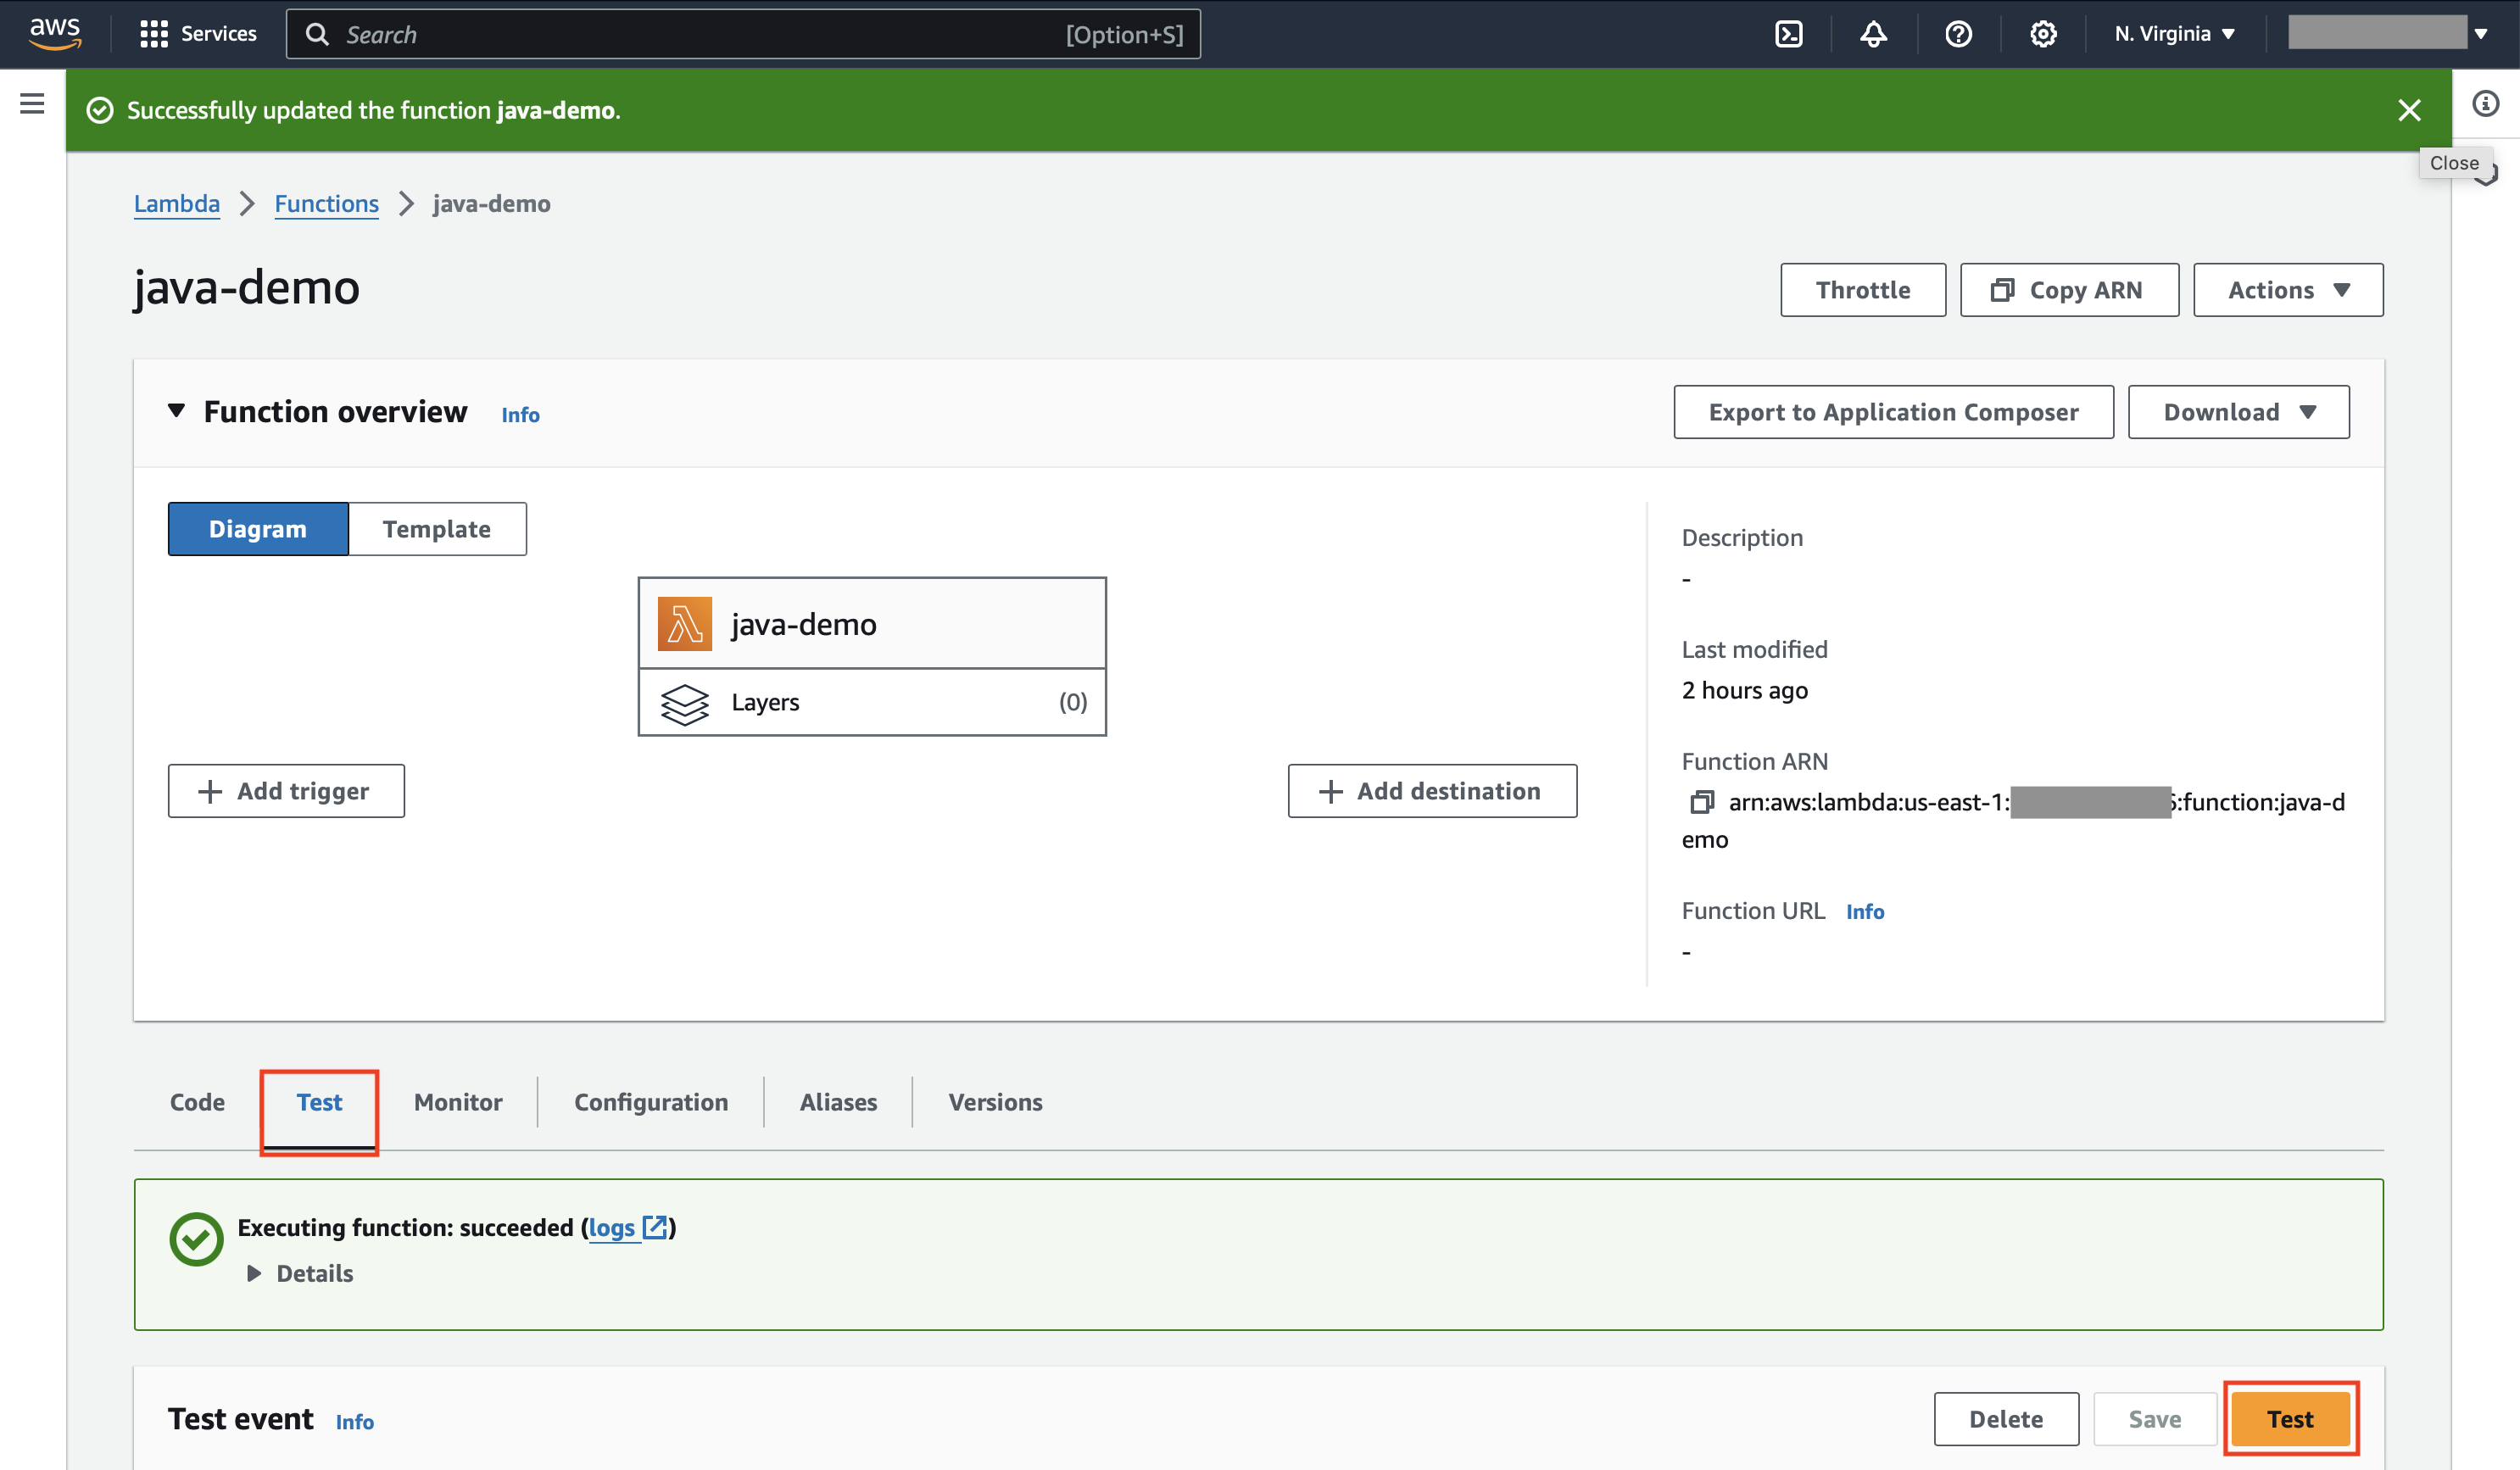 aws Services Search [Option+S] N. Virginia
Successfully updated the function java-demo.
Close
Lambda Functions java-demo
java-demo Throttle Copy ARN Actions
Function overview Info Export to Application Composer Download
Diagram Template
java-demo
Layers (0)
Add trigger
Add destination
Description
-
Last modified
2 hours ago
Function ARN
arn:aws:lambda:us-east-1: 6:function:java-d
emo
Function URL Info
-
Code Test Monitor Configuration Aliases Versions
Executing function: succeeded (logs)
Details
Test event Info Delete Save Test